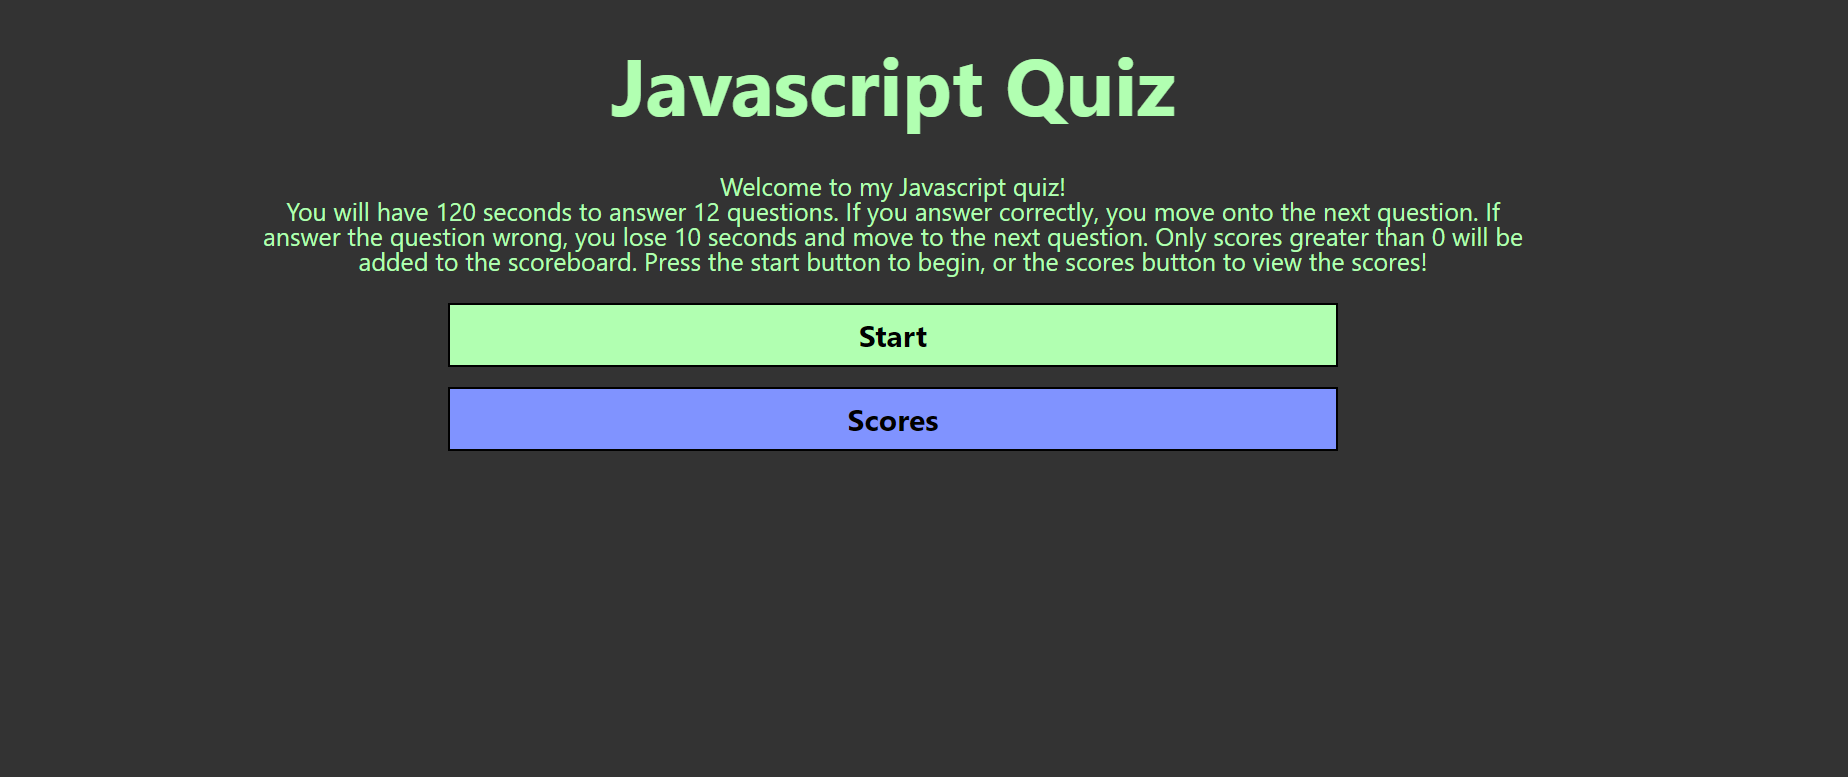 Javascript Quiz
Welcome to my Javascript quiz!
You will have 120 seconds to answer 12 questions. If you answer correctly, you move onto the next question. If
answer the question wrong, you lose 10 seconds and move to the next question. Only scores greater than 0 will be
added to the scoreboard. Press the start button to begin, or the scores button to view the scores!
Start
Scores